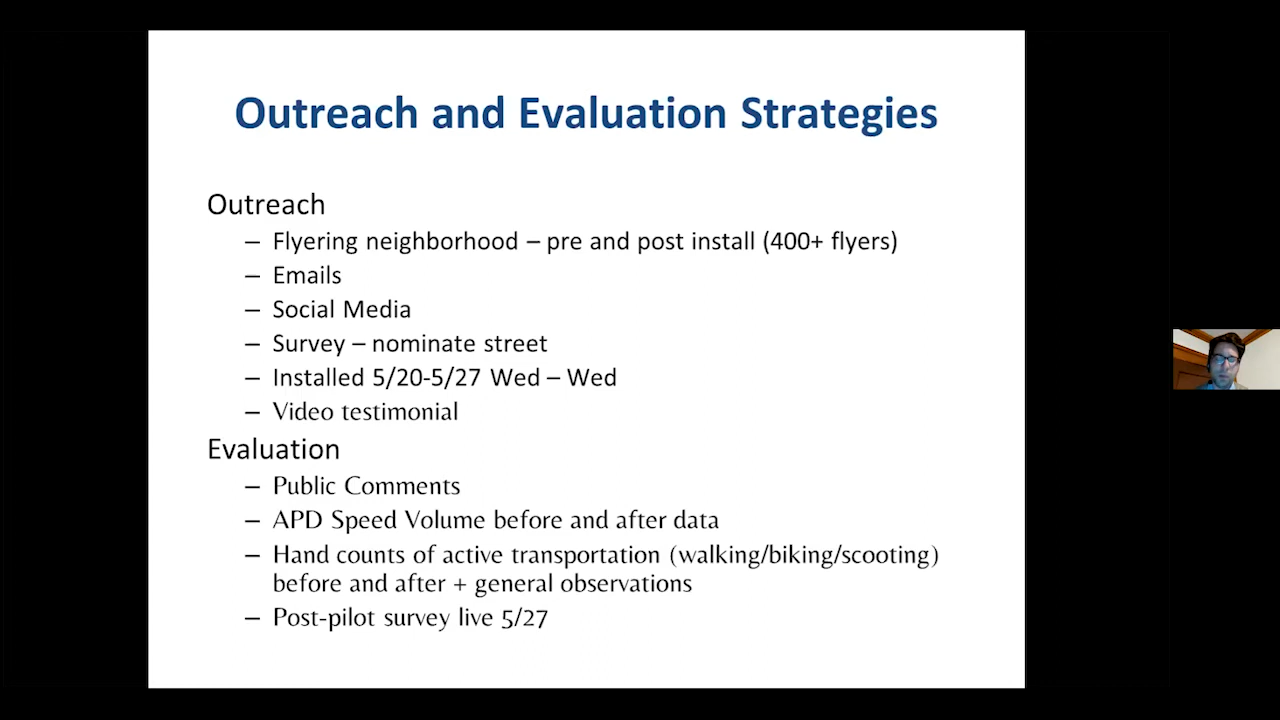 Outreach and Evaluation Strategies
Outreach
– Flyering neighborhood – pre and post install (400+ flyers)
– Emails
– Social Media
– Survey – nominate street
– Installed 5/20-5/27 Wed – Wed
– Video testimonial
Evaluation
– Public Comments
– APD Speed Volume before and after data
– Hand counts of active transportation (walking/biking/scooting)
before and after + general observations
– Post-pilot survey live 5/27